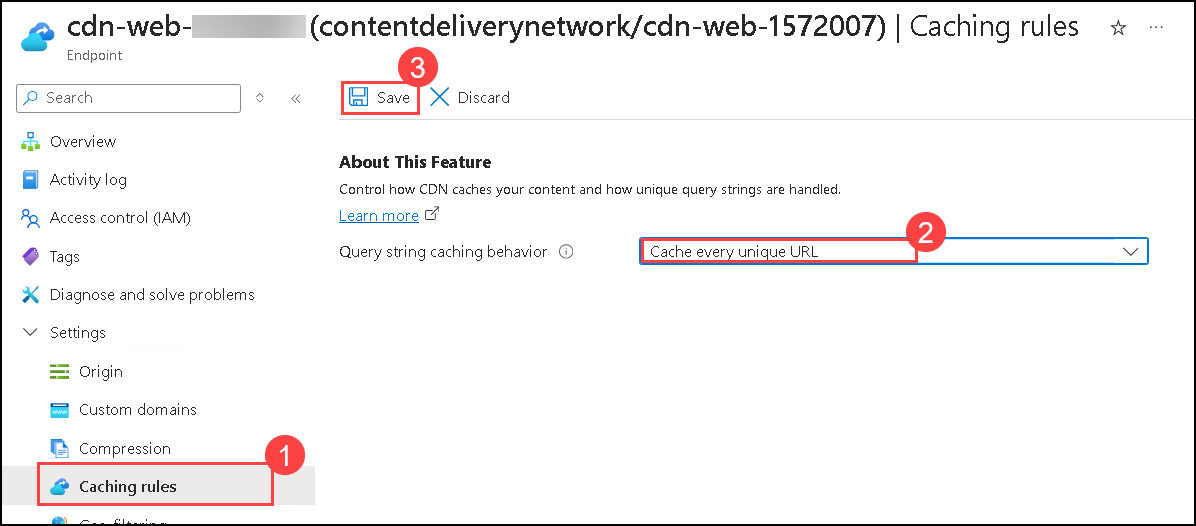 cdn-web- (contentdeliverynetwork/cdn-web-1572007) | Caching rules
Endpoint
3
Search
Save
Discard
Overview
About This Feature
Activity log
Control how CDN caches your content and how unique query strings are handled.
Access control (IAM)
Learn more
2
Tags
Query string caching behavior
Cache every unique URL
Diagnose and solve problems
Settings
Origin
Custom domains
Compression
1
Caching rules